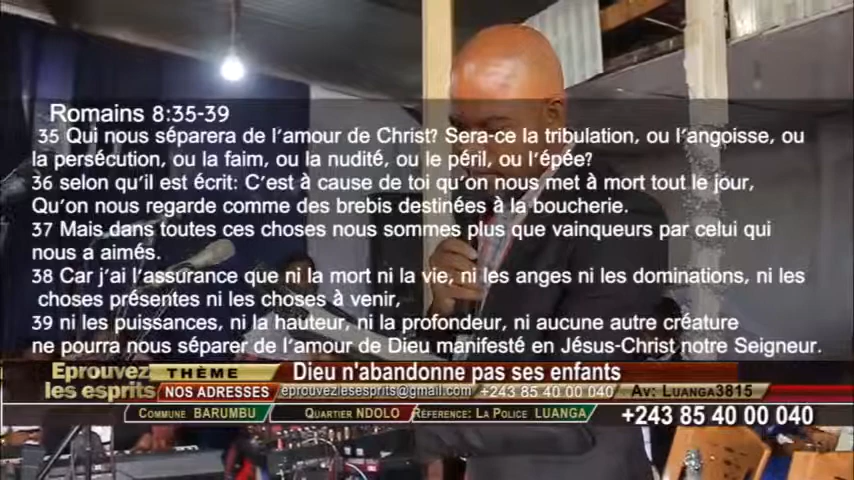 Romains 8:35-39
35 Qui nous séparera de l'amour de Christ? Sera-ce la tribulation, ou l'angoisse, ou
la persécution, ou la faim, ou la nudité, ou le péril, ou l'épée?
36 selon qu'il est écrit: C'est à cause de toi qu'on nous met à mort tout le jour,
Qu'on nous regarde comme des brebis destinées à la boucherie.
37 Mais dans toutes ces choses nous sommes plus que vainqueurs par celui qui
nous a aimés.
38 Car j'ai l'assurance que ni la mort ni la vie, ni les anges ni les dominations, ni les
choses présentes ni les choses à venir,
39 ni les puissances, ni la hauteur, ni la profondeur, ni aucune autre créature
ne pourra nous séparer de l'amour de Dieu manifesté en Jésus-Christ notre Seigneur.
Eprouvez les esprits
THÈME Dieu n'abandonne pas ses enfants
NOS ADRESSES eprouvezlesesprits@gmail.com +243 85 40 00 040 Av: Luanga3815
Commune BARUMBU Quartier NDOLO Réference: La Police LUANGA +243 85 40 00 040